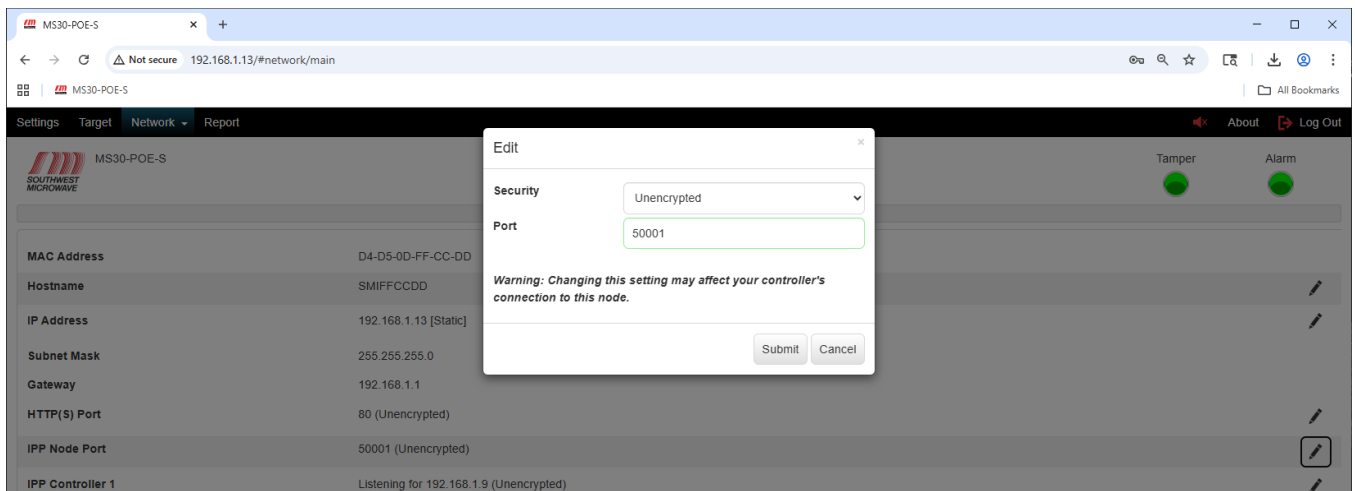 MS30-POE-S
Not secure 192.168.1.13/#network/main
MS30-POE-S All Bookmarks
Settings Target Network Report About Log Out
SOUTHWEST
MICROWAVE
MS30-POE-S
Tamper Alarm
Edit
Security Unencrypted
Port 50001
Warning: Changing this setting may affect your controller's
connection to this node.
Submit Cancel
MAC Address D4-D5-0D-FF-CC-DD
Hostname SMIFFCCDD
IP Address 192.168.1.13 [Static]
Subnet Mask 255.255.255.0
Gateway 192.168.1.1
HTTP(S) Port 80 (Unencrypted)
IPP Node Port 50001 (Unencrypted)
IPP Controller 1 Listening for 192.168.1.9 (Unencrypted)